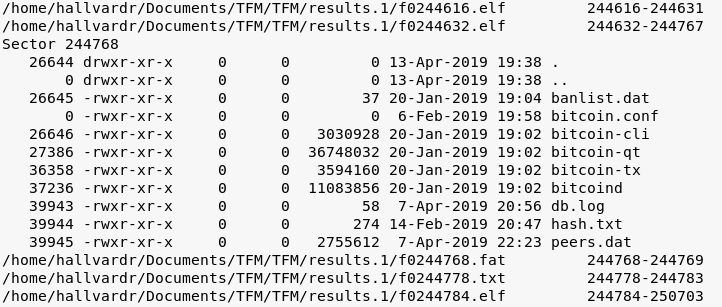 /home/hallvardr/Documents/TFM/TFM/results.1/f0244616.elf 244616-244631
/home/hallvardr/Documents/TFM/TFM/results.1/f0244632.elf 244632-244767
Sector 244768
26644 drwxr-xr-x 0 0 0 13-Apr-2019 19:38 .
0 drwxr-xr-x 0 0 0 13-Apr-2019 19:38 ..
26645 -rwxr-xr-x 0 0 37 20-Jan-2019 19:04 banlist.dat
0 -rwxr-xr-x 0 0 0 6-Feb-2019 19:58 bitcoin.conf
26646 -rwxr-xr-x 0 0 3030928 20-Jan-2019 19:02 bitcoin-cli
27386 -rwxr-xr-x 0 0 36748032 20-Jan-2019 19:02 bitcoin-qt
36358 -rwxr-xr-x 0 0 3594160 20-Jan-2019 19:02 bitcoin-tx
37236 -rwxr-xr-x 0 0 11083856 20-Jan-2019 19:02 bitcoind
39943 -rwxr-xr-x 0 0 58 7-Apr-2019 20:56 db.log
39944 -rwxr-xr-x 0 0 274 14-Feb-2019 20:47 hash.txt
39945 -rwxr-xr-x 0 0 2755612 7-Apr-2019 22:23 peers.dat
/home/hallvardr/Documents/TFM/TFM/results.1/f0244768.fat 244768-244769
/home/hallvardr/Documents/TFM/TFM/results.1/f0244778.txt 244778-244783
/home/hallvardr/Documents/TFM/TFM/results.1/f0244784.elf 244784-250703